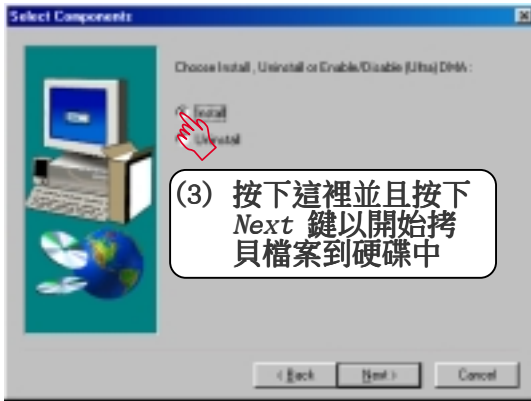 Select Components
Choose Install, Uninstall or Enable/Disable (Ultra) DMA :
Install
Uninstall
(3) 按下這裡並且按下
Next 鍵以開始拷
貝檔案到硬碟中
< Back
Next >
Cancel